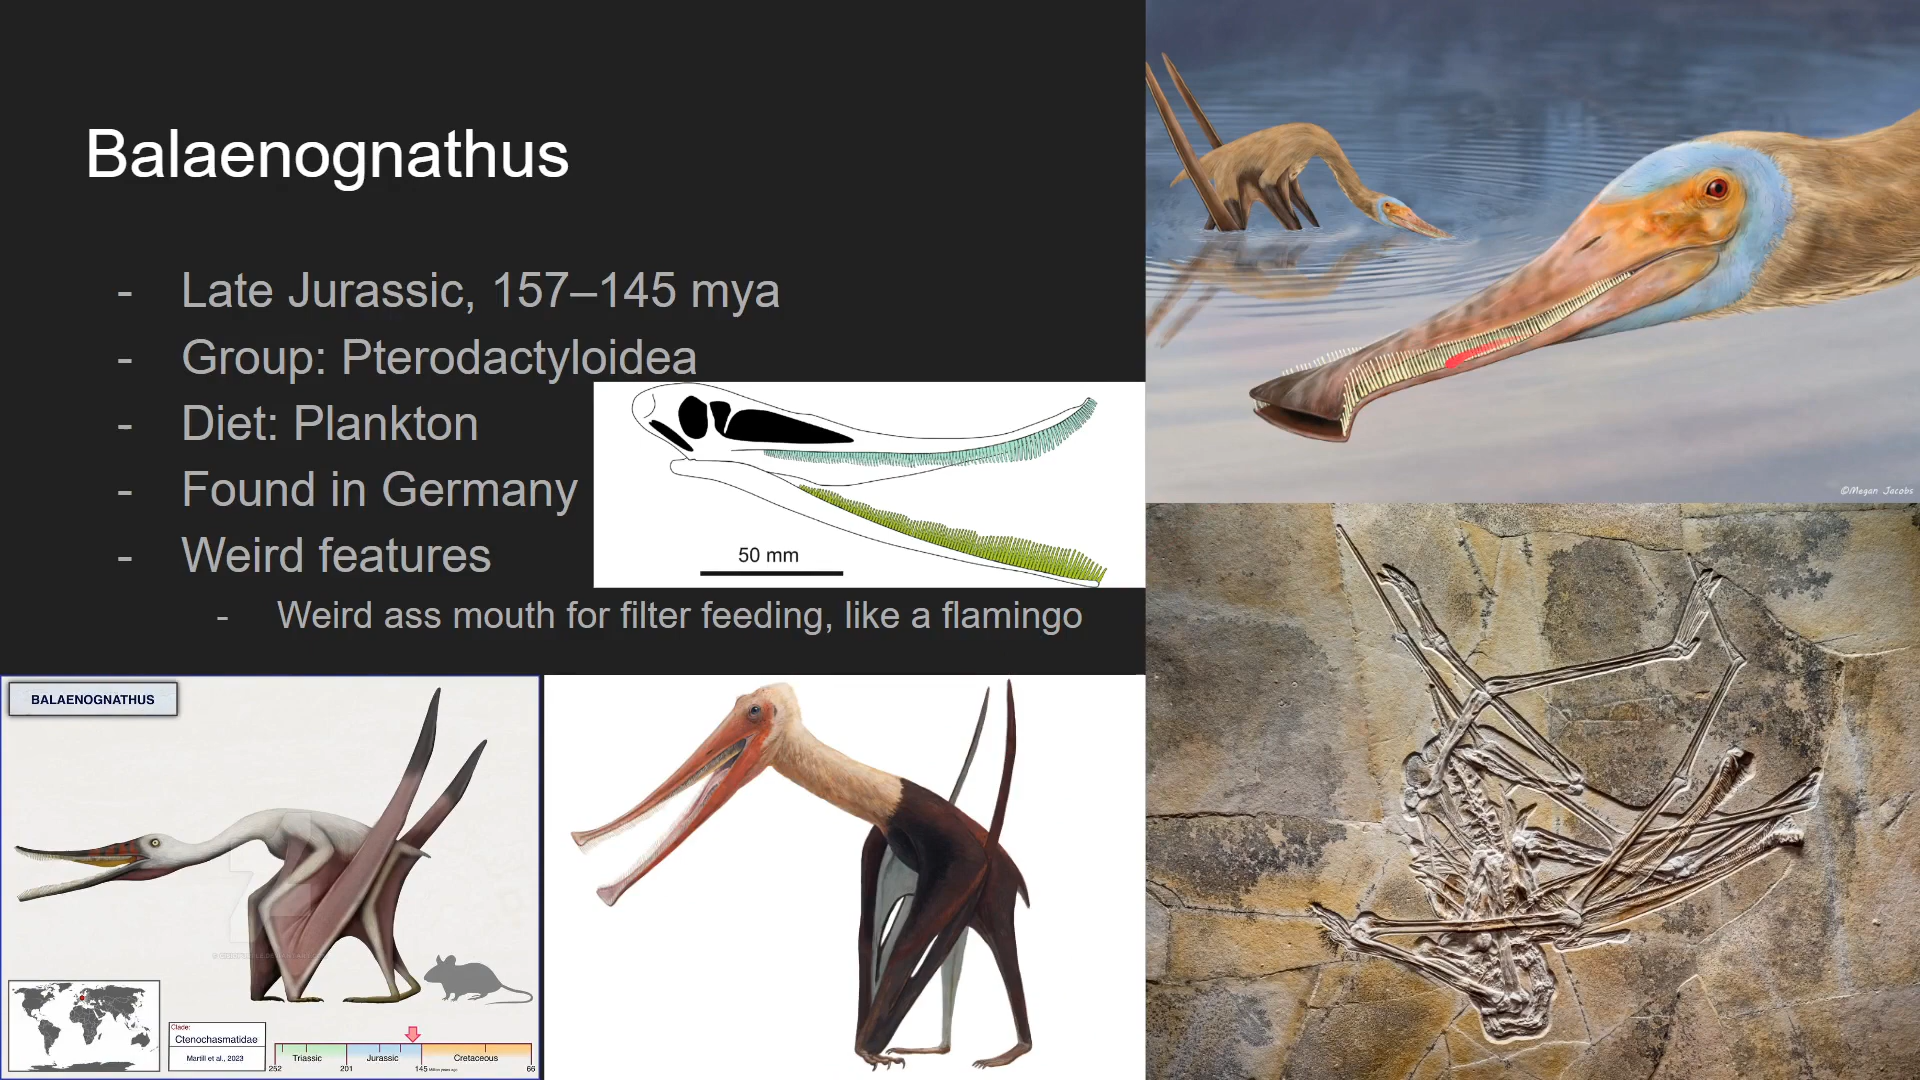 Balaenognathus
- Late Jurassic, 157–145 mya
- Group: Pterodactyloidea
- Diet: Plankton
- Found in Germany
- Weird features
- Weird ass mouth for filter feeding, like a flamingo
50 mm
©Megan Jacobs
BALAENOGNATHUS
Clade:
Ctenochasmatidae
Martill et al., 2023
Triassic Jurassic Cretaceous
252 201 145 Million years ago 66